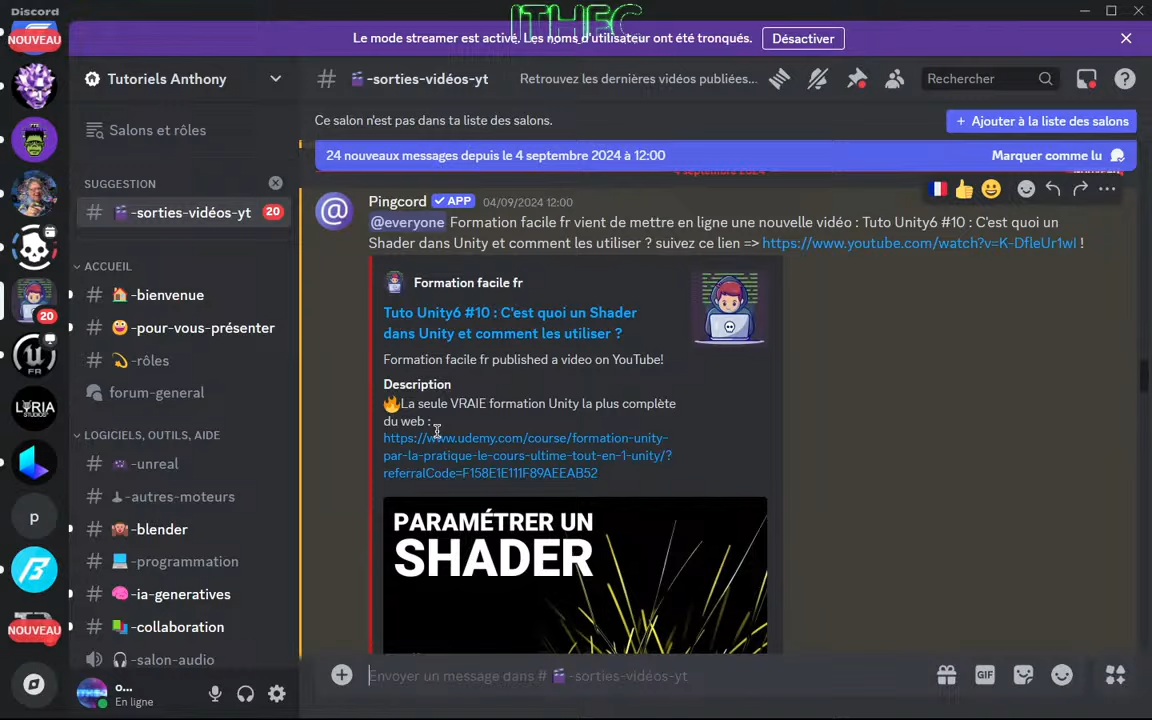 Discord
ITHEC
NOUVEAU
Le mode streamer est activé. Les noms d'utilisateur ont été tronqués.
Désactiver
Tutoriels Anthony
-sorties-vidéos-yt
Retrouvez les dernières vidéos publiées...
Rechercher
Salons et rôles
Ce salon n'est pas dans ta liste des salons.
+ Ajouter à la liste des salons
24 nouveaux messages depuis le 4 septembre 2024 à 12:00
Marquer comme lu
SUGGESTION
# -sorties-vidéos-yt 20
ACCUEIL
# -bienvenue
# -pour-vous-présenter
# -rôles
forum-general
LOGICIELS, OUTILS, AIDE
# -unreal
# -autres-moteurs
# -blender
# -programmation
# -ia-generatives
# -collaboration
-salon-audio
20
FR
LYRIA
STUDIOS
p
NOUVEAU
o...
En ligne
Pingcord APP 04/09/2024 12:00
@everyone Formation facile fr vient de mettre en ligne une nouvelle vidéo : Tuto Unity6 #10 : C'est quoi un
Shader dans Unity et comment les utiliser ? suivez ce lien => https://www.youtube.com/watch?v=K-DfleUr1wI !
Formation facile fr
Tuto Unity6 #10 : C'est quoi un Shader
dans Unity et comment les utiliser ?
Formation facile fr published a video on YouTube!
Description
La seule VRAIE formation Unity la plus complète
du web :
https://www.udemy.com/course/formation-unity-
par-la-pratique-le-cours-ultime-tout-en-1-unity/?
referralCode=F158E1E111F89AEEAB52
PARAMÉTRER UN
SHADER
Envoyer un message dans # -sorties-vidéos-yt
GIF